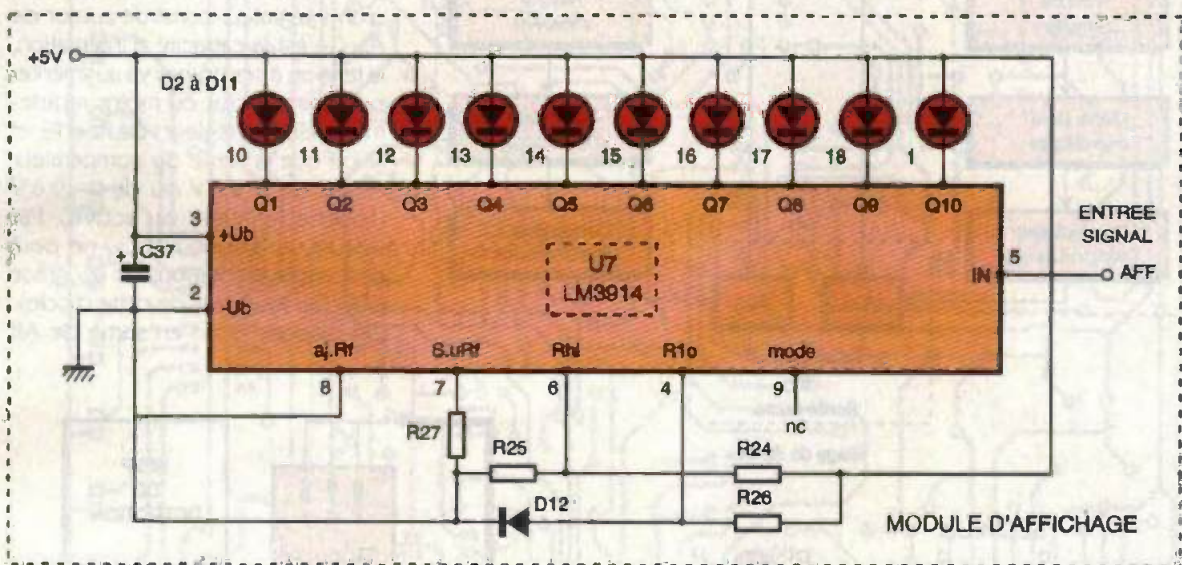 +5V
D2 à D11
10 11 12 13 14 15 16 17 18 1
Q1 Q2 Q3 Q4 Q5 Q6 Q7 Q8 Q9 Q10
ENTREE
SIGNAL
3
+Ub
C37
+
U7
LM3914
5
IN
AFF
2
-Ub
aj.Rf S.uRf Rhi R1o mode
8 7 6 4 9
nc
R27
R25
R24
D12
R26
MODULE D'AFFICHAGE